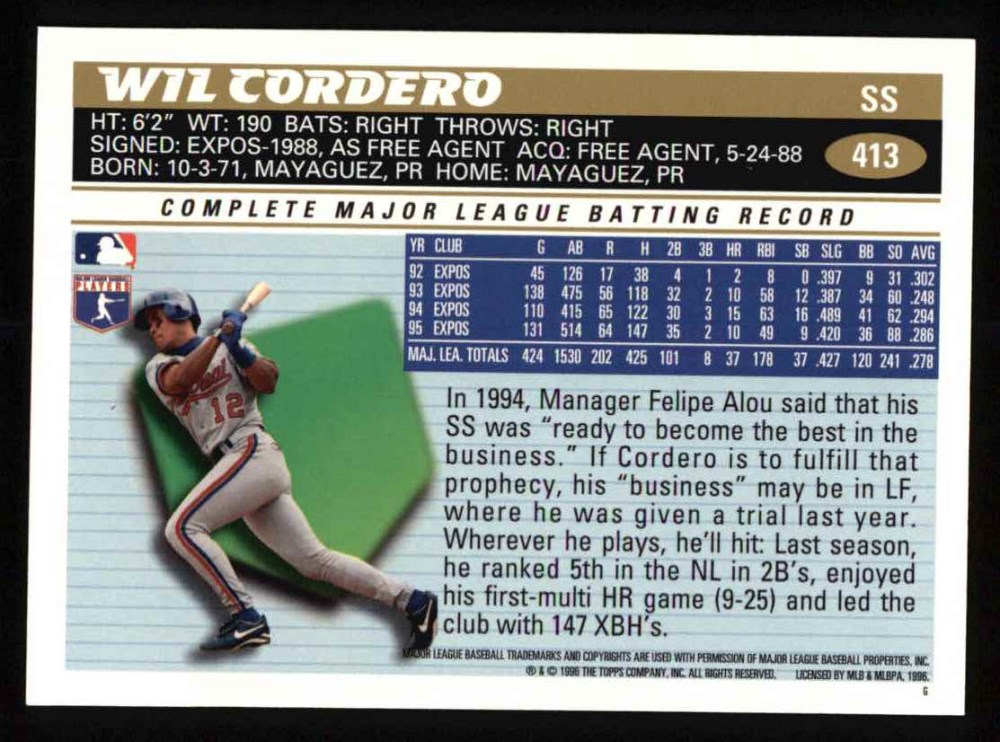 WIL CORDERO
SS
HT: 6'2" WT: 190 BATS: RIGHT THROWS: RIGHT
SIGNED: EXPOS-1988, AS FREE AGENT ACQ: FREE AGENT, 5-24-88
BORN: 10-3-71, MAYAGUEZ, PR HOME: MAYAGUEZ, PR
413
COMPLETE MAJOR LEAGUE BATTING RECORD
YR CLUB G AB R H 2B 3B HR RBI SB SLG BB SO AVG
92 EXPOS 45 126 17 38 4 1 2 8 0 .397 9 31 .302
93 EXPOS 138 475 56 118 32 2 10 58 12 .387 34 60 .248
94 EXPOS 110 415 65 122 30 3 15 63 16 .489 41 62 .294
95 EXPOS 131 514 64 147 35 2 10 49 9 .420 36 88 .286
MAJ. LEA. TOTALS 424 1530 202 425 101 8 37 178 37 .427 120 241 .278
PLAYERS
12
In 1994, Manager Felipe Alou said that his
SS was "ready to become the best in the
business." If Cordero is to fulfill that
prophecy, his "business" may be in LF,
where he was given a trial last year.
Wherever he plays, he'll hit: Last season,
he ranked 5th in the NL in 2B's, enjoyed
his first-multi HR game (9-25) and led the
club with 147 XBH's.
MAJOR LEAGUE BASEBALL TRADEMARKS AND COPYRIGHTS ARE USED WITH PERMISSION OF MAJOR LEAGUE BASEBALL PROPERTIES, INC.
® & © 1996 THE TOPPS COMPANY, INC. ALL RIGHTS RESERVED. LICENSED BY MLB & MLBPA, 1996.
G